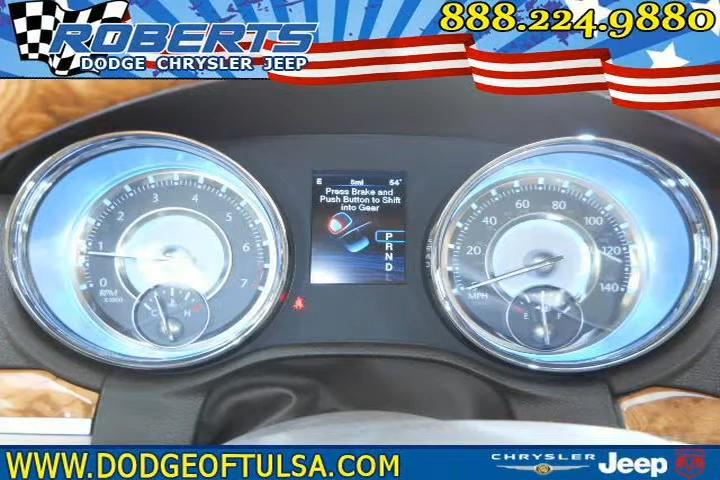 ROBERTS
DODGE CHRYSLER JEEP
888.224.9880
E 5mi 64°
Press Brake and
Push Button to Shift
into Gear
P
R
N
D
L
0 1 2 3 4 5 6 7
RPM
X1000
C H
20 40 60 80 100 120 140
MPH
E F
WWW.DODGEOFTULSA.COM
CHRYSLER Jeep